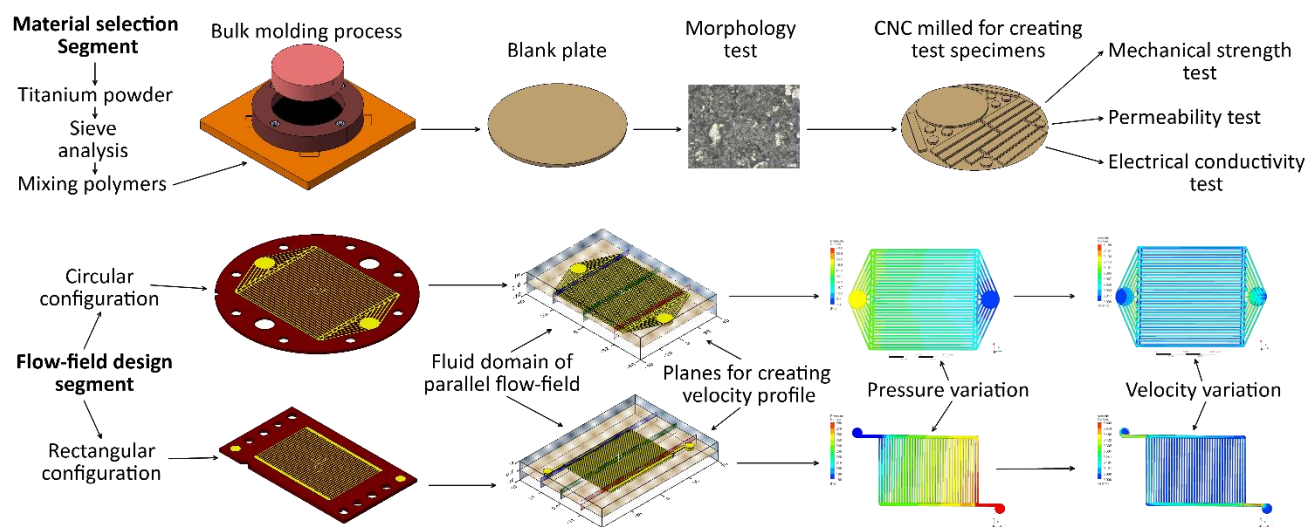 Material selection
Segment
Titanium powder
Sieve
analysis
Mixing polymers
Bulk molding process
Blank plate
Morphology
test
CNC milled for creating
test specimens
Mechanical strength
test
Permeability test
Electrical conductivity
test
Circular
configuration
Flow-field design
segment
Rectangular
configuration
Fluid domain of
parallel flow-field
Planes for creating
velocity profile
Pressure variation
Velocity variation